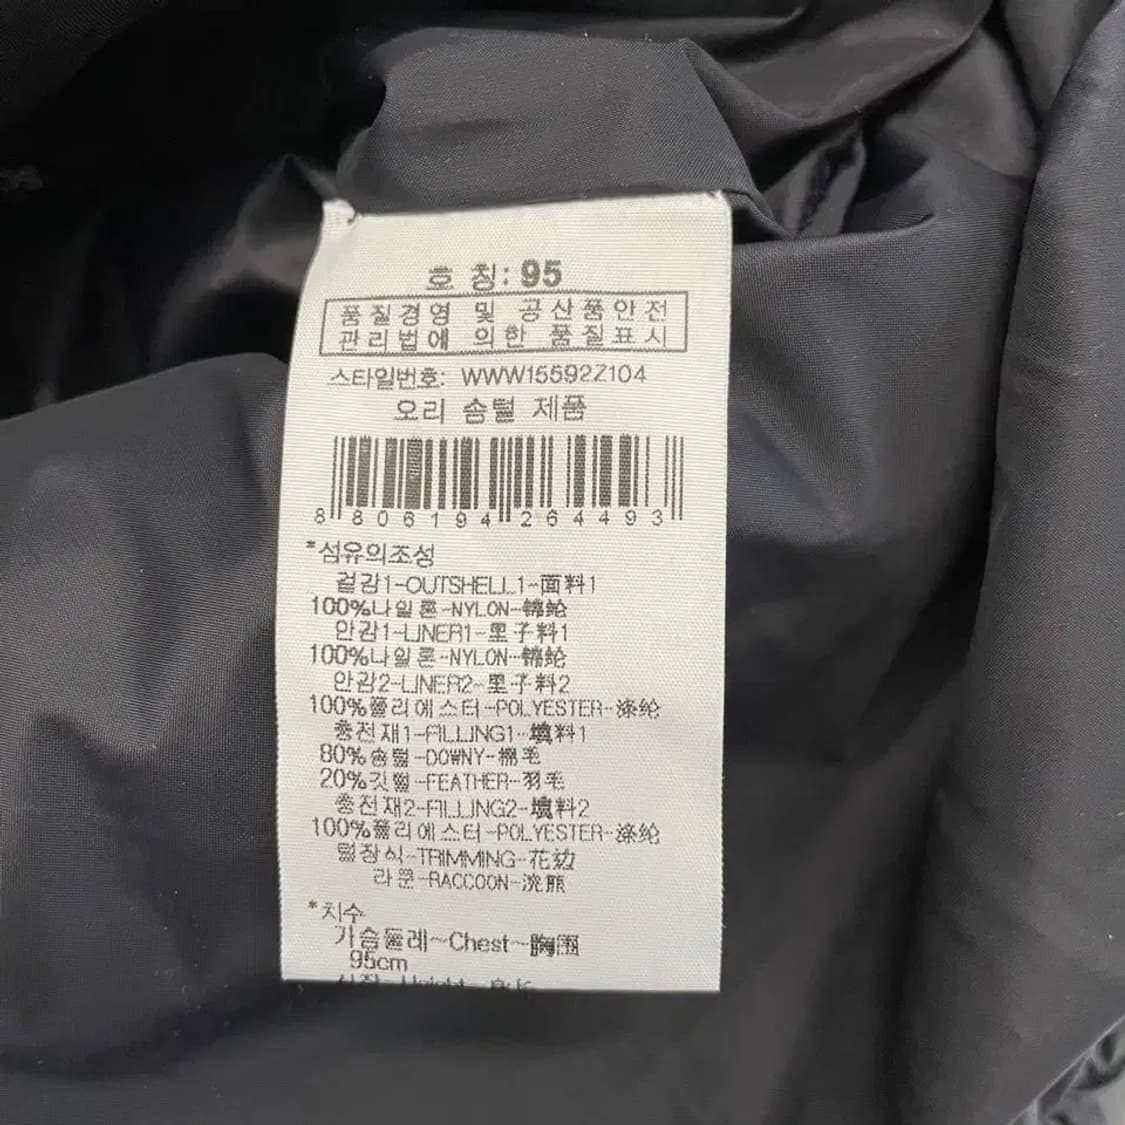 호 칭: 95
품질경영 및 공산품안전
관리법에 의한 품질표시
스타일번호: WWW15592Z104
오리 솜털 제품
8 806194 264493
*섬유의조성
겉감1-OUTSHELL1-面料1
100%나일론-NYLON-锦纶
안감1-LINER1-里子料1
100%나일론-NYLON-锦纶
안감2-LINER2-里子料2
100%폴리에스터-POLYESTER-涤纶
충전재1-FILLING1-填料1
80%솜털-DOWNY-棉毛
20%깃털-FEATHER-羽毛
충전재2-FILLING2-填料2
100%폴리에스터-POLYESTER-涤纶
털장식-TRIMMING-花边
라쿤-RACCOON-浣熊
*치수
가슴둘레~Chest~胸围
95cm
신장-Height-身长